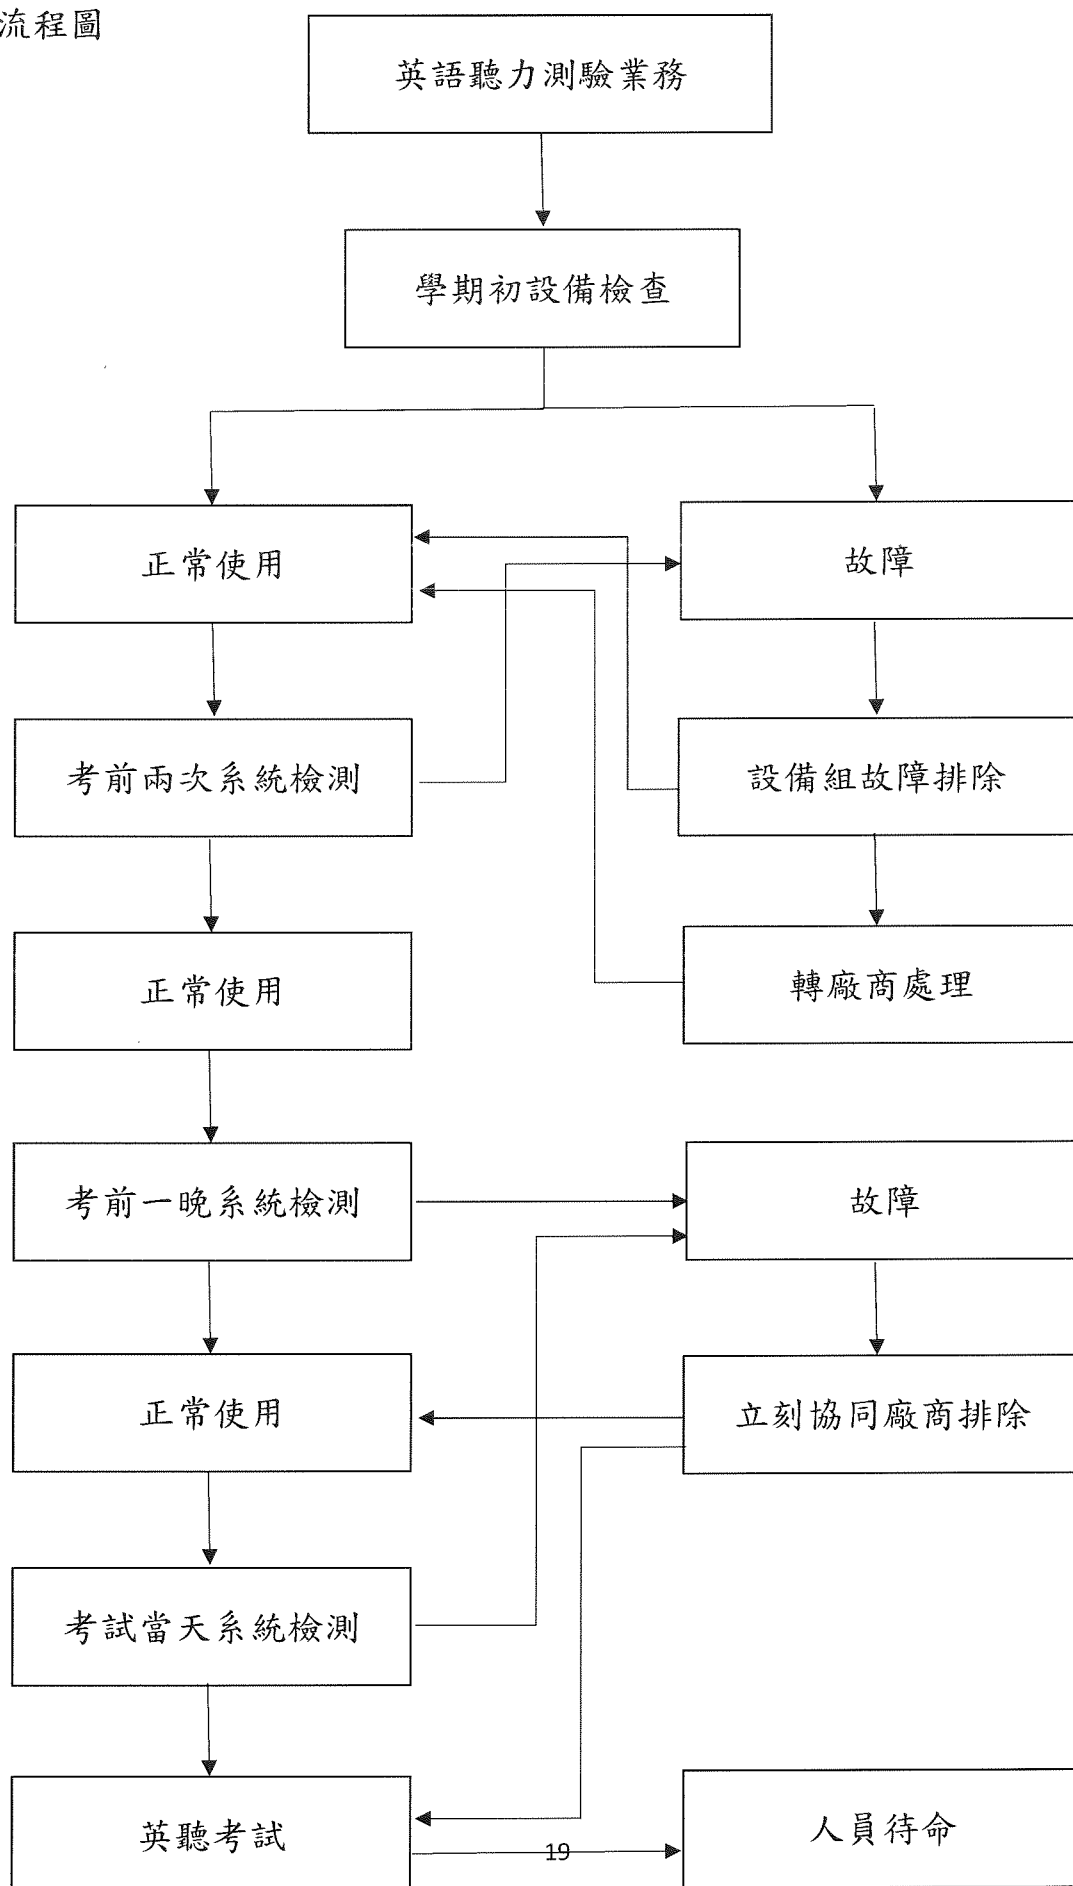 流程圖
英語聽力測驗業務
學期初設備檢查
正常使用
故障
考前兩次系統檢測
設備組故障排除
正常使用
轉廠商處理
考前一晚系統檢測
故障
正常使用
立刻協同廠商排除
考試當天系統檢測
英聽考試
人員待命
19